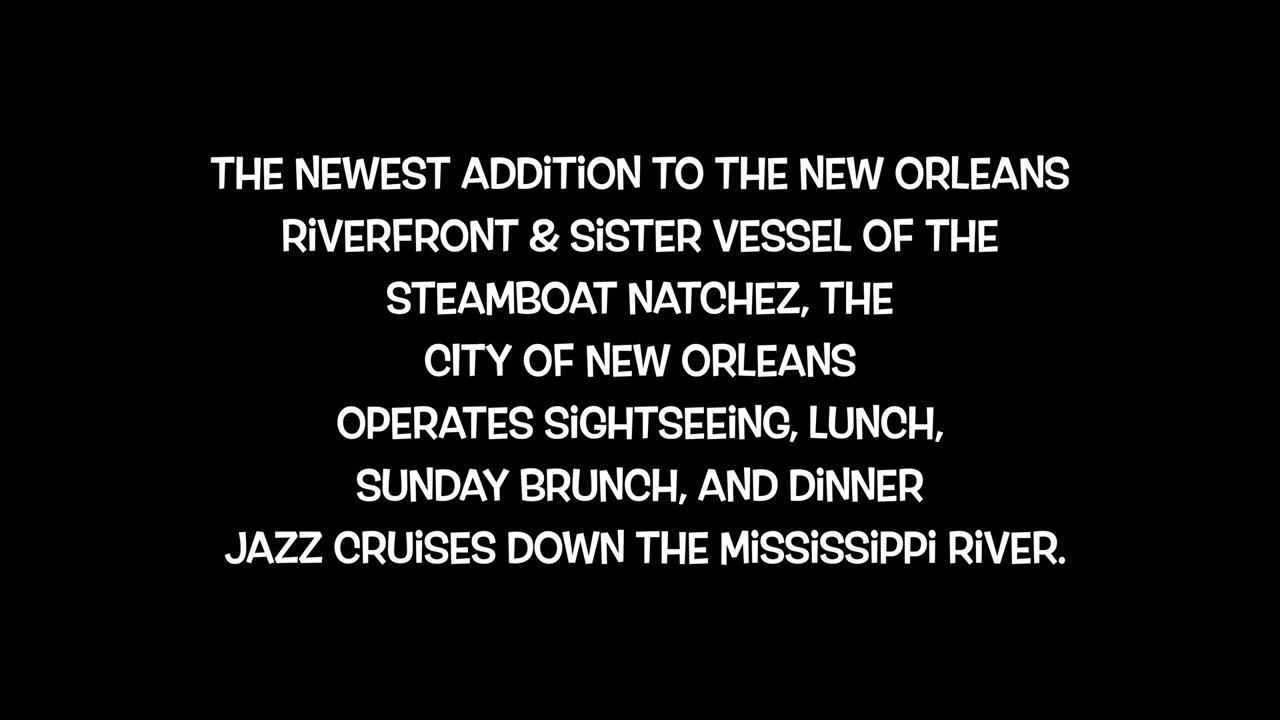 THE NEWEST ADDiTiON TO THE NEW ORLEANS
RiVERFRONT & SiSTER VESSEL OF THE
STEAMBOAT NATCHEZ, THE
CITY OF NEW ORLEANS
OPERATES SiGHTSEEiNG, LUNCH,
SUNDAY BRUNCH, AND DiNNER
JAZZ CRUiSES DOWN THE MiSSiSSiPPi RiVER.